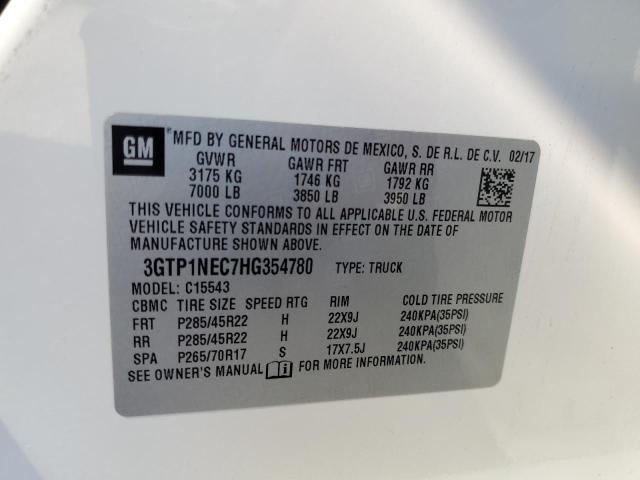 GM ®MFD BY GENERAL MOTORS DE MEXICO, S. DE R.L. DE C.V. 02/17
GVWR GAWR FRT GAWR RR
3175 KG 1746 KG 1792 KG
7000 LB 3850 LB 3950 LB
THIS VEHICLE CONFORMS TO ALL APPLICABLE U.S. FEDERAL MOTOR
VEHICLE SAFETY STANDARDS IN EFFECT ON THE DATE OF
MANUFACTURE SHOWN ABOVE.
3GTP1NEC7HG354780 TYPE: TRUCK
MODEL: C15543
CBMC TIRE SIZE SPEED RTG RIM COLD TIRE PRESSURE
FRT P285/45R22 H 22X9J 240KPA(35PSI)
RR P285/45R22 H 22X9J 240KPA(35PSI)
SPA P265/70R17 S 17X7.5J 240KPA(35PSI)
SEE OWNER'S MANUAL FOR MORE INFORMATION.